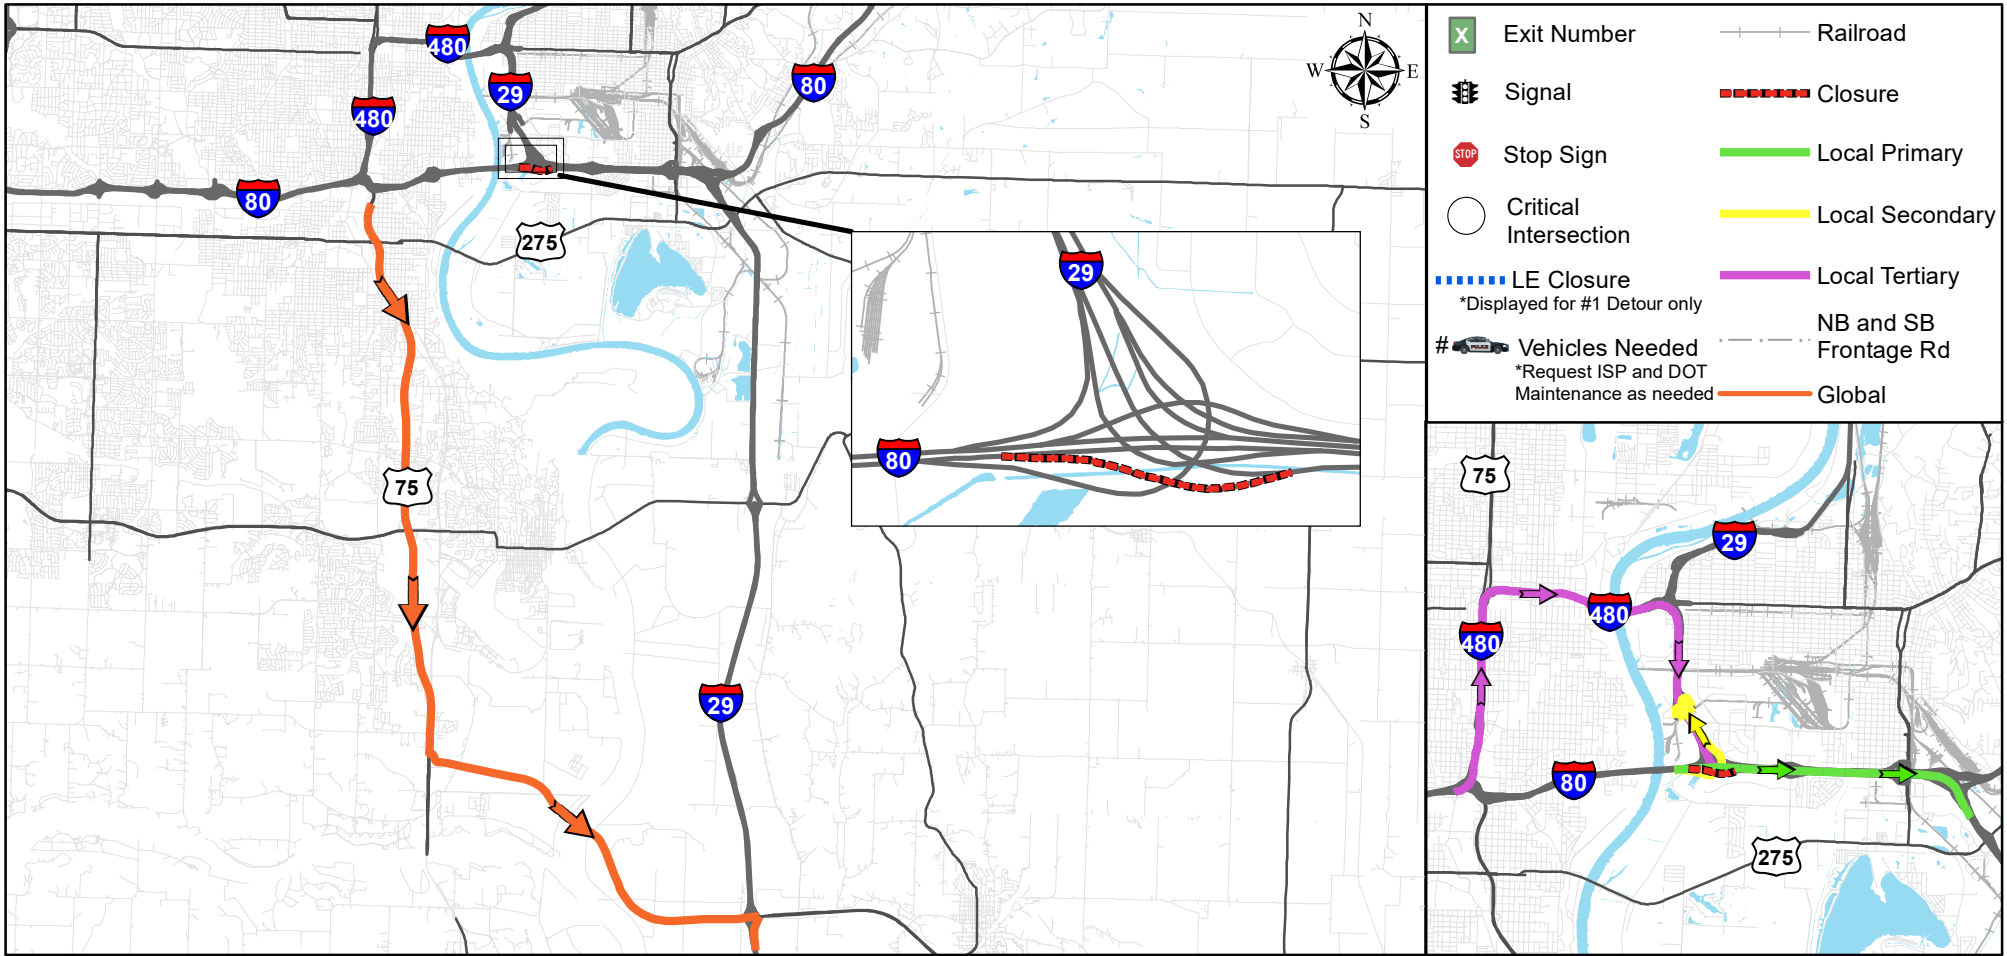 480
29
480
80
80
275
N
W
E
S
29
80
75
29
X
Exit Number
Railroad
Signal
Closure
STOP
Stop Sign
Local Primary
Critical
Intersection
Local Secondary
LE Closure
*Displayed for #1 Detour only
Local Tertiary
#
POLICE
Vehicles Needed
*Request ISP and DOT
Maintenance as needed
NB and SB
Frontage Rd
Global
75
29
480
480
80
275